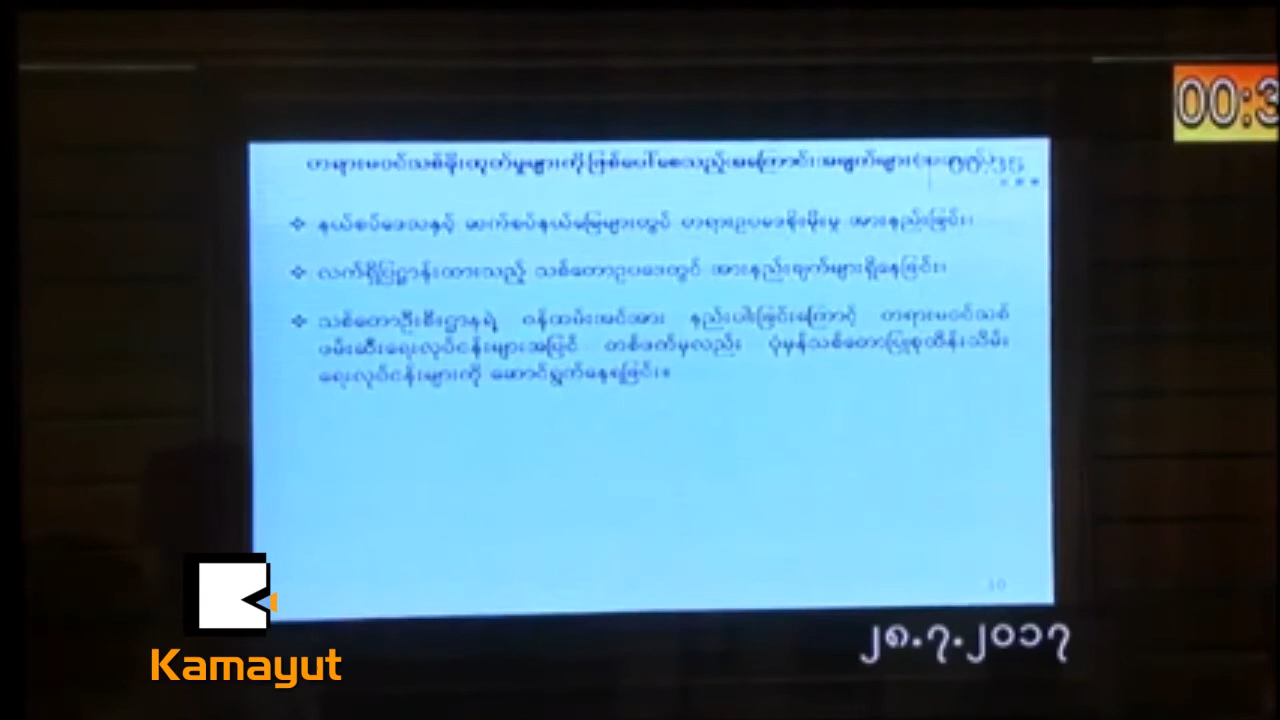 00:3
တရားမဝင်သစ်ခိုးထုတ်မှုများကိုဖြစ်ပေါ်စေသည့်အကြောင်းအချက်များ
❖ နယ်စပ်ဒေသနှင့် ဆက်စပ်နယ်မြေများတွင် တရားဥပဒေစိုးမိုးမှု အားနည်းခြင်း၊
❖ လက်ရှိပြဋ္ဌာန်းထားသည့် သစ်တောဥပဒေတွင် အားနည်းချက်များရှိနေခြင်း၊
❖ သစ်တောဦးစီးဌာန၏ ဝန်ထမ်းအင်အား နည်းပါးခြင်းကြောင့် တရားမဝင်သစ်
ဖမ်းဆီးရေးလုပ်ငန်းများအပြင် တစ်ဖက်မှလည်း ပုံမှန်သစ်တောပြုစုထိန်းသိမ်း
ရေးလုပ်ငန်းများကို ဆောင်ရွက်နေရခြင်း။
10
Kamayut
၂၈.၇.၂၀၁၇